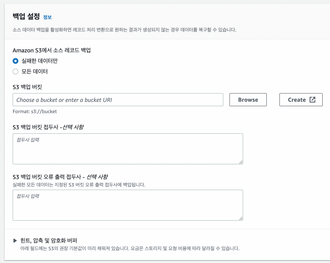 백업 설정 정보
소스 데이터 백업을 활성화하면 레코드 처리 변환으로 원하는 결과가 생성되지 않는 경우 데이터를 복구할 수 있습니다.
Amazon S3에서 소스 레코드 백업
실패한 데이터만
모든 데이터
S3 백업 버킷
Choose a bucket or enter a bucket URI
Browse
Create
Format: s3://bucket
S3 백업 버킷 접두사 - 선택 사항
접두사 입력
S3 백업 버킷 오류 출력 접두사 - 선택 사항
실패한 모든 데이터는 지정된 S3 버킷 오류 출력 접두사에 백업됩니다.
접두사 입력
힌트, 압축 및 암호화 버퍼
아래 필드에는 S3의 권장 기본값이 미리 채워져 있습니다. 요금은 스토리지 및 요청 비용에 따라 달라질 수 있습니다.